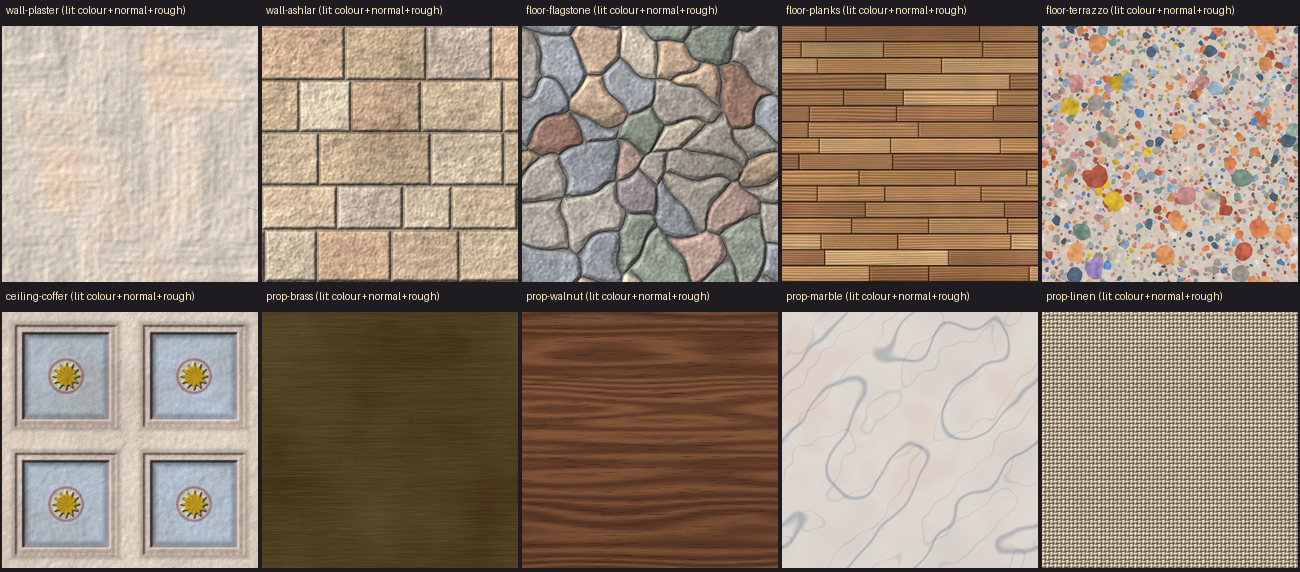 wall-plaster (lit colour+normal+rough)
wall-ashlar (lit colour+normal+rough)
floor-flagstone (lit colour+normal+rough)
floor-planks (lit colour+normal+rough)
floor-terrazzo (lit colour+normal+rough)
ceiling-coffer (lit colour+normal+rough)
prop-brass (lit colour+normal+rough)
prop-walnut (lit colour+normal+rough)
prop-marble (lit colour+normal+rough)
prop-linen (lit colour+normal+rough)